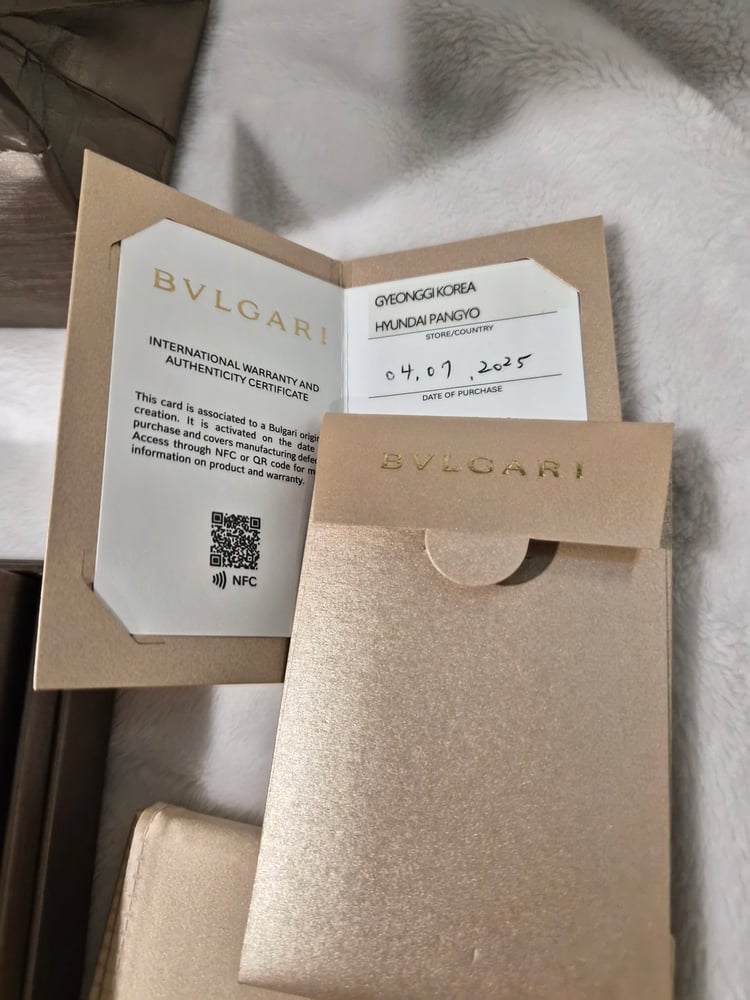 BVLGARI
INTERNATIONAL WARRANTY AND
AUTHENTICITY CERTIFICATE
This card is associated to a Bulgari
creation. It is activated on the date
purchase and covers manufacturing
Access through NFC or QR code for
information on product and warranty.
NFC
GYEONGGI KOREA
HYUNDAI PANGYO
STORE/COUNTRY
04.07.2025
DATE OF PURCHASE
BVLGARI